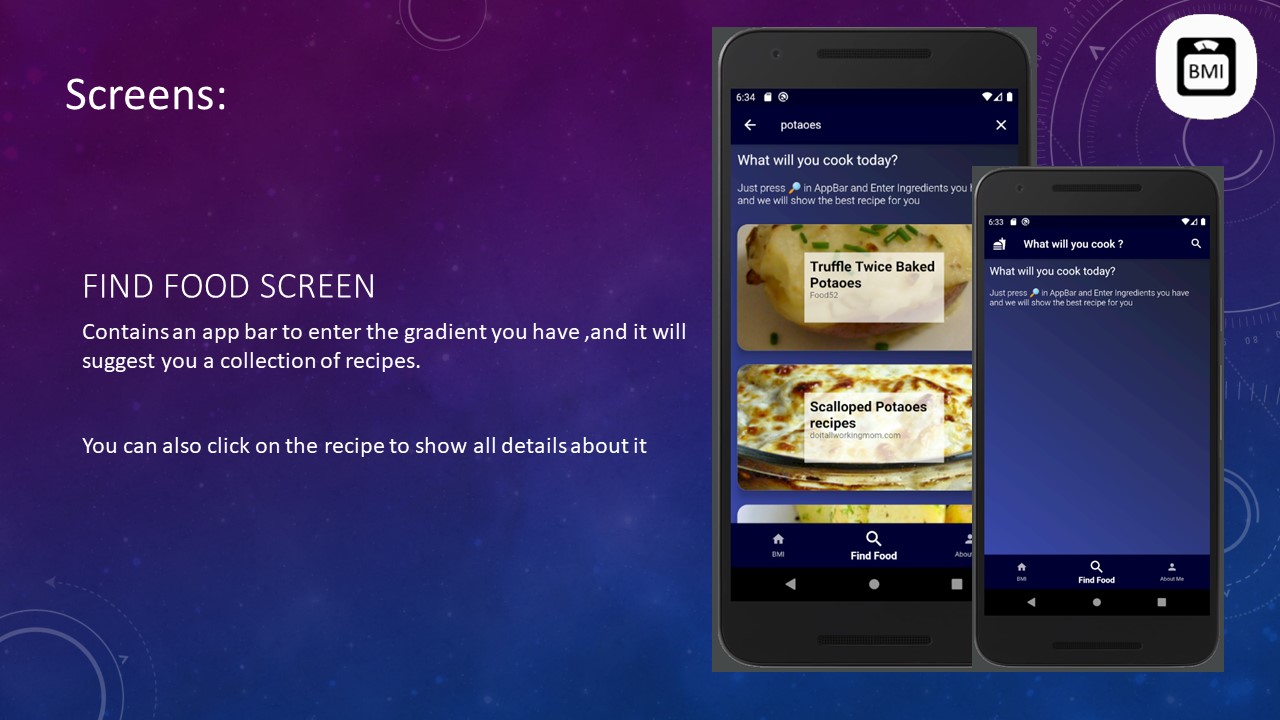 Screens:
FIND FOOD SCREEN
Contains an app bar to enter the gradient you have ,and it will
suggest you a collection of recipes.
You can also click on the recipe to show all details about it
6:34
potaoes
What will you cook today?
Just press 🔎 in AppBar and Enter Ingredients you h
and we will show the best recipe for you
Truffle Twice Baked
Potaoes
Food52
Scalloped Potaoes
recipes
doitallworkingmom.com
BMI
Find Food
Abou
BMI
6:33
What will you cook ?
What will you cook today?
Just press 🔎 in AppBar and Enter Ingredients you have
and we will show the best recipe for you
BMI
Find Food
About Me
200
80